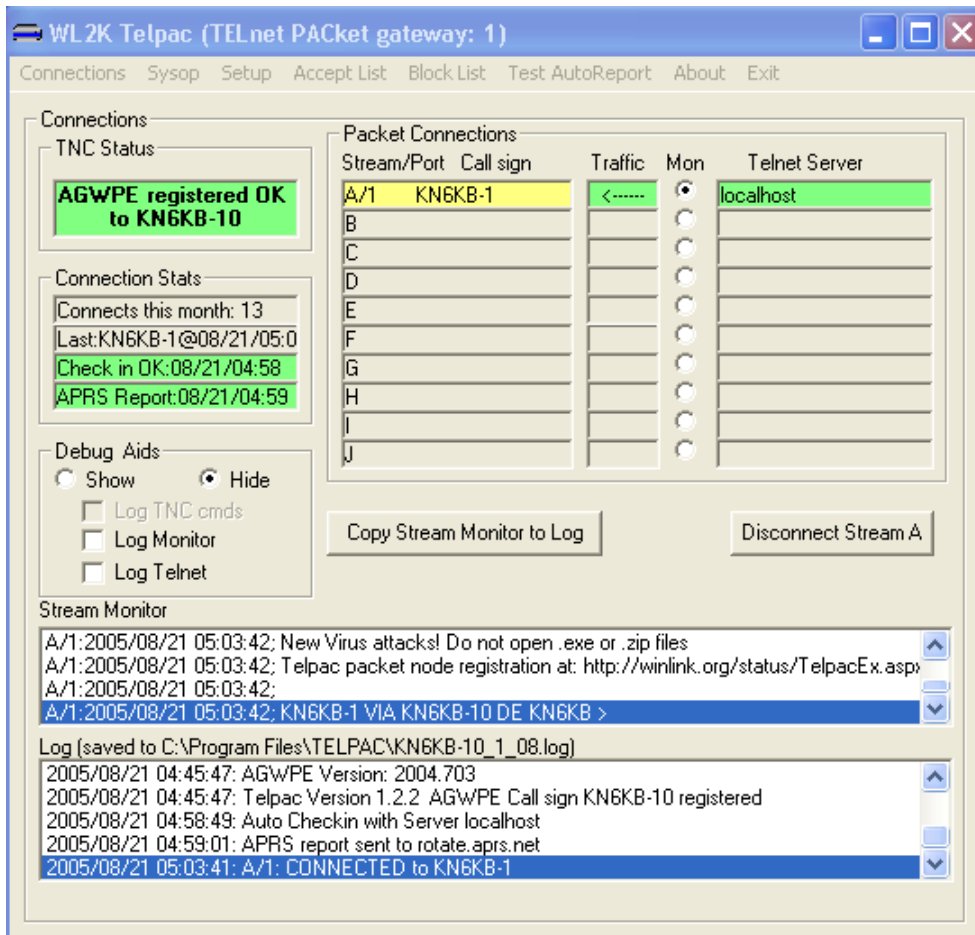 WL2K Telpac (TELnet PACket gateway: 1)
Connections Sysop Setup Accept List Block List Test AutoReport About Exit
Connections
TNC Status
AGWPE registered OK
to KN6KB-10
Connection Stats
Connects this month: 13
Last:KN6KB-1@08/21/05:0
Check in OK:08/21/04:58
APRS Report:08/21/04:59
Debug Aids
Show Hide
Log TNC cmds
Log Monitor
Log Telnet
Packet Connections
Stream/Port Call sign Traffic Mon Telnet Server
A/1 KN6KB-1 <------ localhost
B
C
D
E
F
G
H
I
J
Copy Stream Monitor to Log
Disconnect Stream A
Stream Monitor
A/1:2005/08/21 05:03:42; New Virus attacks! Do not open .exe or .zip files
A/1:2005/08/21 05:03:42; Telpac packet node registration at: http://winlink.org/status/TelpacEx.aspx
A/1:2005/08/21 05:03:42;
A/1:2005/08/21 05:03:42; KN6KB-1 VIA KN6KB-10 DE KN6KB >
Log (saved to C:\Program Files\TELPAC\KN6KB-10_1_08.log)
2005/08/21 04:45:47: AGWPE Version: 2004.703
2005/08/21 04:45:47: Telpac Version 1.2.2 AGWPE Call sign KN6KB-10 registered
2005/08/21 04:58:49: Auto Checkin with Server localhost
2005/08/21 04:59:01: APRS report sent to rotate.aprs.net
2005/08/21 05:03:41: A/1: CONNECTED to KN6KB-1